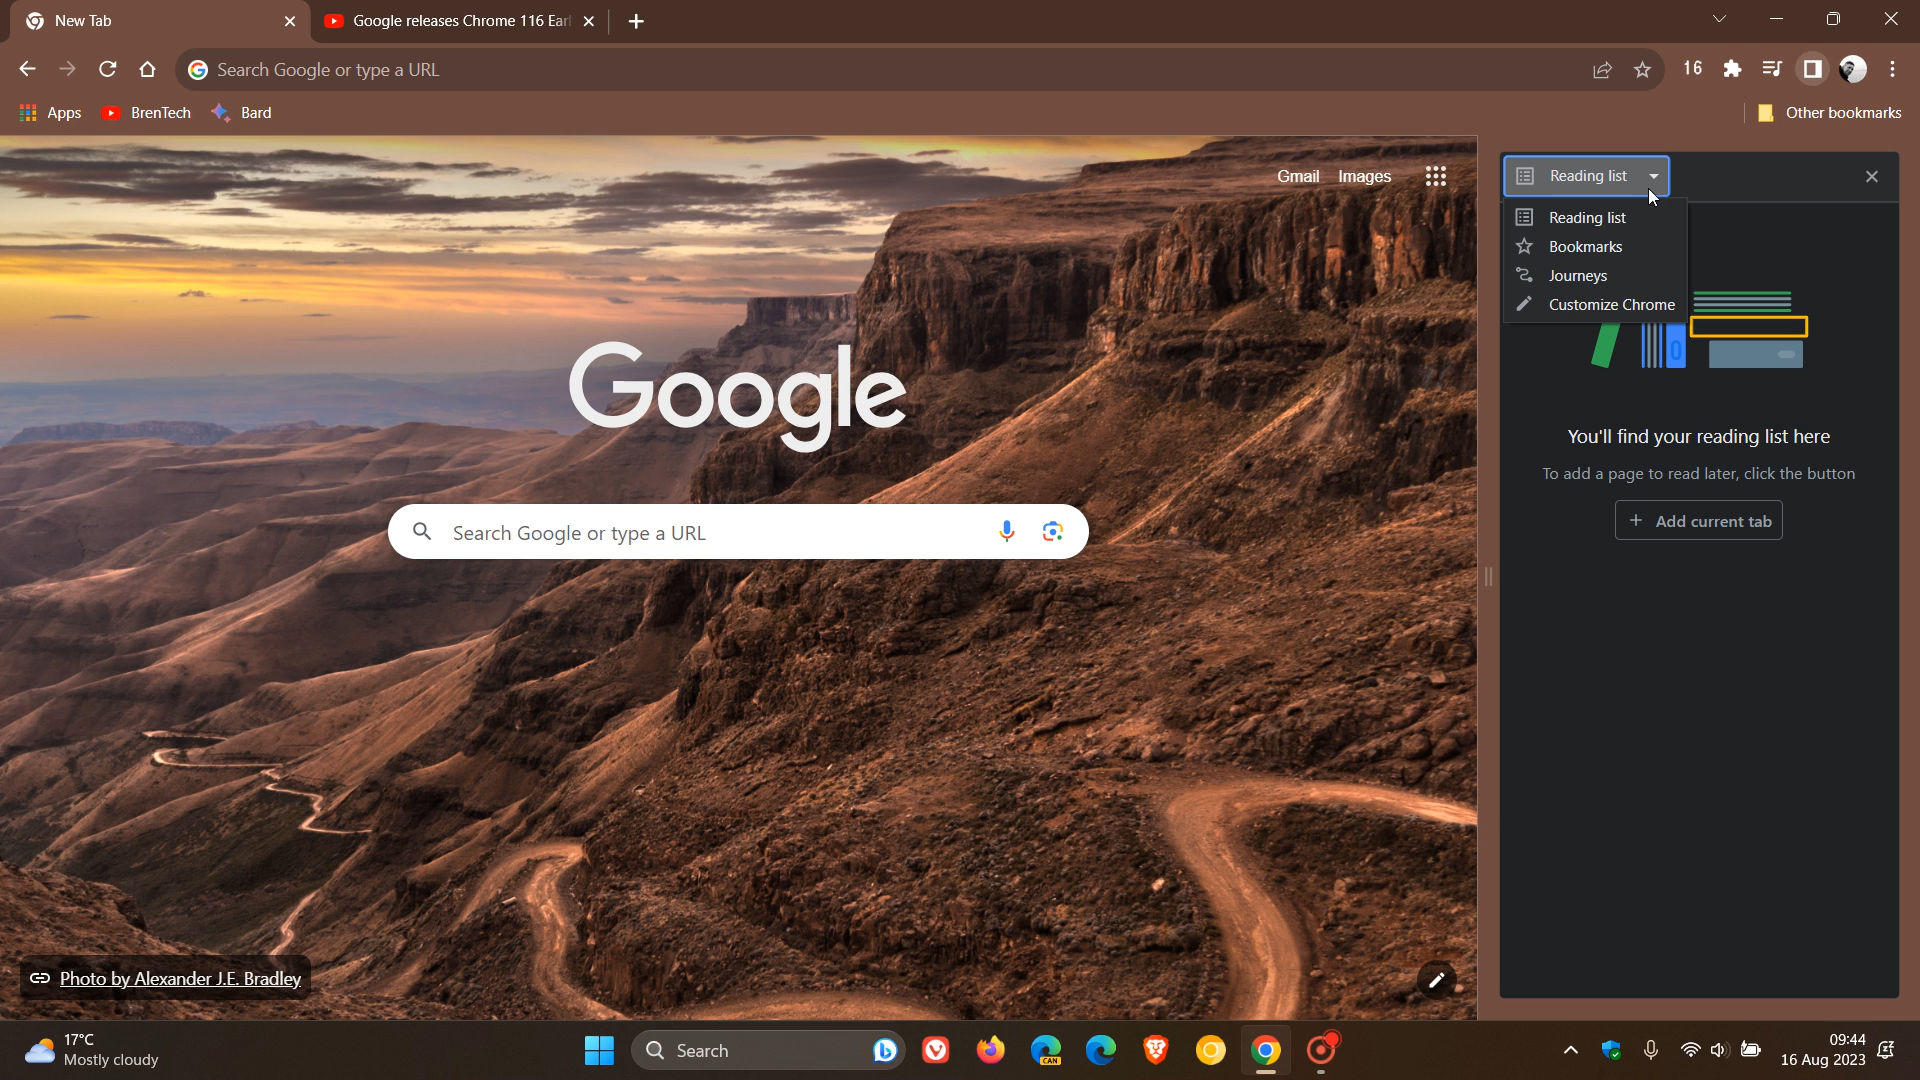 New Tab
Google releases Chrome 116 Earl
Search Google or type a URL
16
Apps
BrenTech
Bard
Other bookmarks
Gmail
Images
Reading list
Reading list
Bookmarks
Journeys
Customize Chrome
Google
Search Google or type a URL
You'll find your reading list here
To add a page to read later, click the button
Add current tab
Photo by Alexander J.E. Bradley
17°C
Mostly cloudy
Search
CAN
09:44
16 Aug 2023